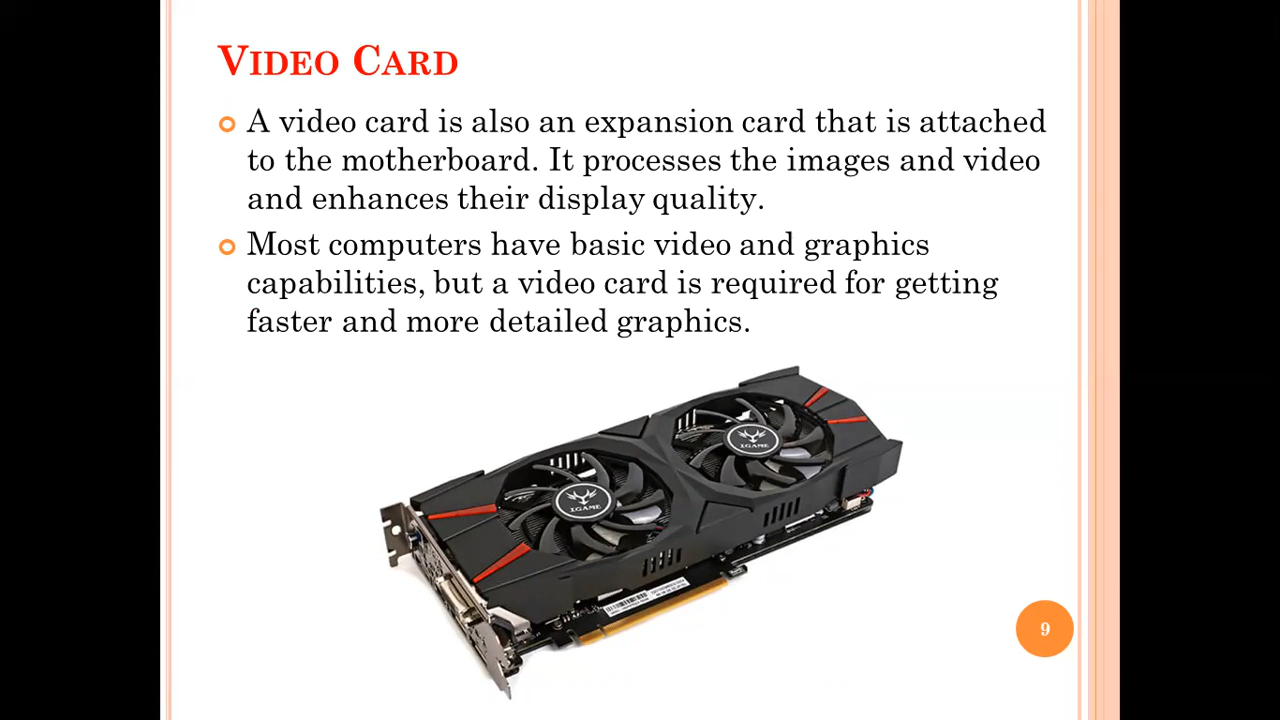 VIDEO CARD
A video card is also an expansion card that is attached
to the motherboard. It processes the images and video
and enhances their display quality.
Most computers have basic video and graphics
capabilities, but a video card is required for getting
faster and more detailed graphics.
IGAME
IGAME
9